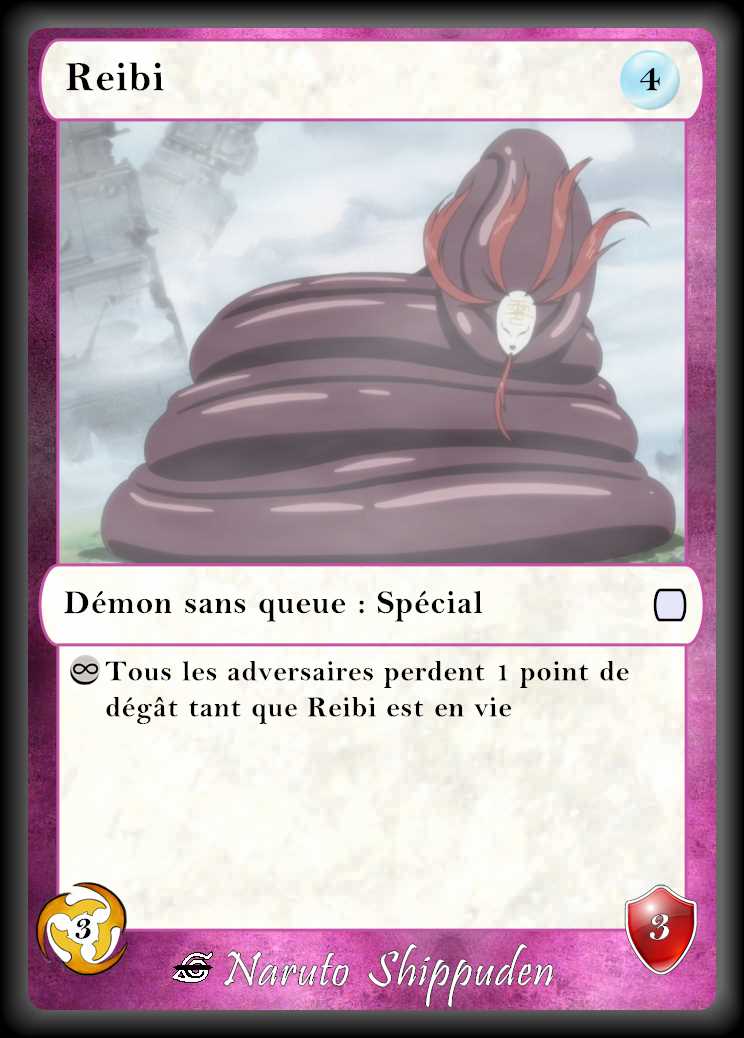 Reibi
4
Démon sans queue : Spécial
∞ Tous les adversaires perdent 1 point de
dégât tant que Reibi est en vie
3
3
Naruto Shippuden